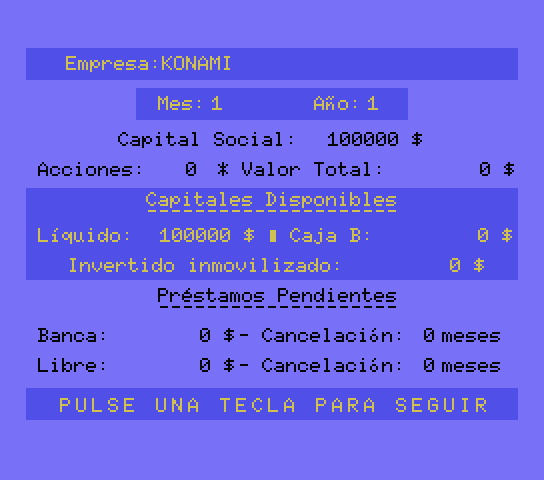 Empresa:KONAMI
Mes: 1 Año: 1
Capital Social: 100000 $
Acciones: 0 * Valor Total: 0 $
Capitales Disponibles
Líquido: 100000 $ ▮ Caja B: 0 $
Invertido inmovilizado: 0 $
Préstamos Pendientes
Banca: 0 $- Cancelación: 0 meses
Libre: 0 $- Cancelación: 0 meses
PULSE UNA TECLA PARA SEGUIR